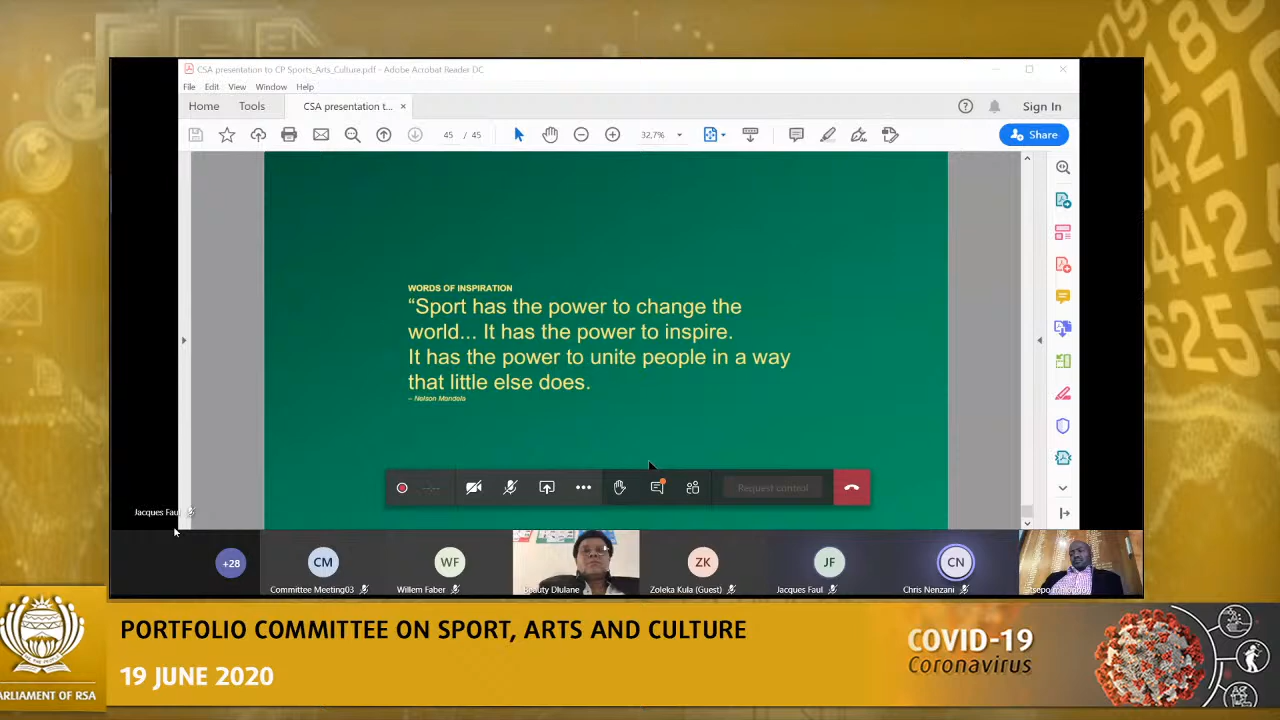 CSA presentation to CP Sports_Arts_Culture.pdf - Adobe Acrobat Reader DC
File Edit View Window Help
Home Tools CSA presentation t... × Sign In
45 / 45 32,7% Share
WORDS OF INSPIRATION
“Sport has the power to change the
world... It has the power to inspire.
It has the power to unite people in a way
that little else does.
– Nelson Mandela
Request control
Jacques Faul
+28 CM WF ZK JF CN
Committee Meeting03 Willem Faber Beauty Dlulane Zoleka Kula (Guest) Jacques Faul Chris Nenzani
PORTFOLIO COMMITTEE ON SPORT, ARTS AND CULTURE
19 JUNE 2020
COVID-19
Coronavirus
ARLIAMENT OF RSA